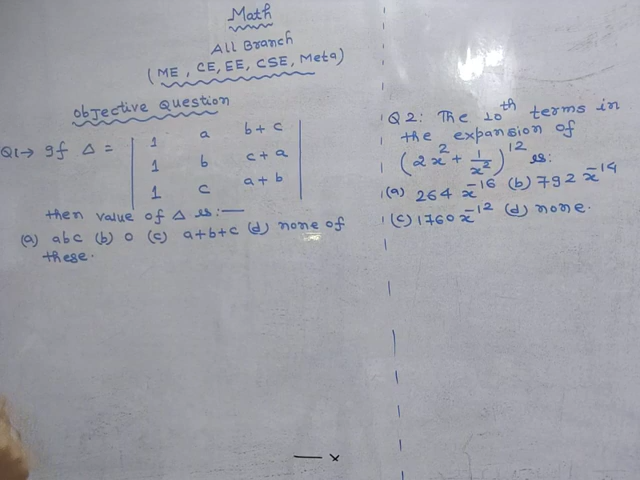 Math
All Branch
(ME, CE, EE, CSE, Meta)
Objective Question
Q1→ If Δ = | 1 a b+c |
| 1 b c+a |
| 1 c a+b |
then value of Δ is:—
(a) abc (b) 0 (c) a+b+c (d) none of
these.
Q2: The 10th terms in
the expansion of
(2x² + 1/x²)¹² is:
(a) 264 x⁻¹⁶ (b) 792 x⁻¹⁴
(c) 1760 x⁻¹² (d) none.
— x